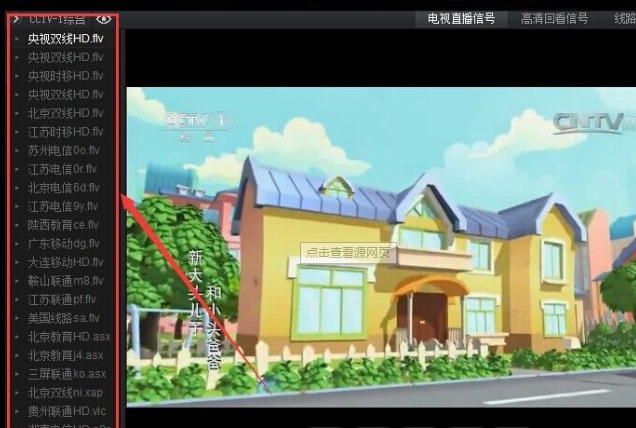 CCTV-1综合
电视直播信号
高清回看信号
线路
央视双线HD.flv
央视双线HD.flv
央视时移HD.flv
央视双线HD.flv
北京双线HD.flv
江苏时移HD.flv
苏州电信0o.flv
江苏电信0r.flv
北京电信6d.flv
江苏电信9y.flv
陕西教育ce.flv
广东移动dg.flv
大连移动HD.flv
鞍山联通m8.flv
江苏联通pf.flv
美国线路sa.flv
北京教育HD.asx
北京教育j4.asx
三屏联通ko.asx
北京双线ni.xap
贵州联通HD.vlc
CCTV 1
综合
CNTV
点击查看源网页
新大头儿子
和小头爸爸